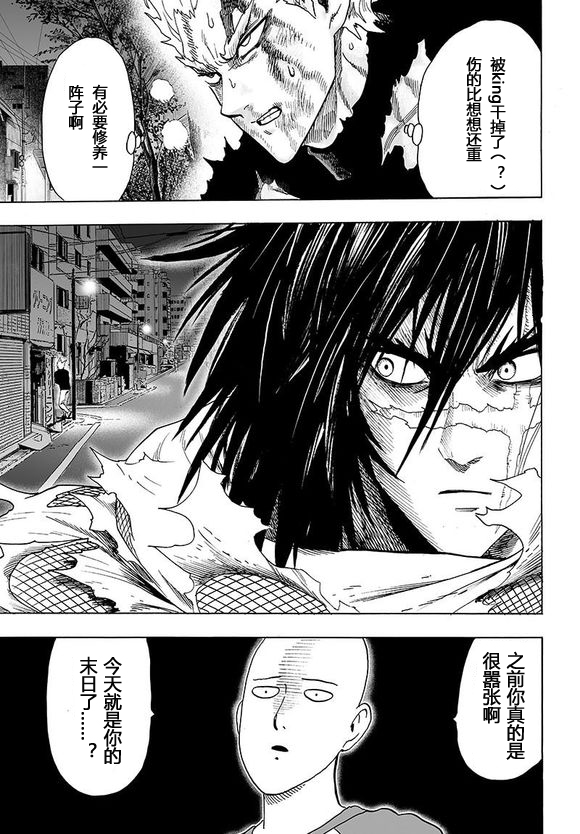 被king干掉了（？）
伤的比想想还重
有必要修养一
阵子啊
之前你真的是
很嚣张啊
今天就是你的
末日了……？